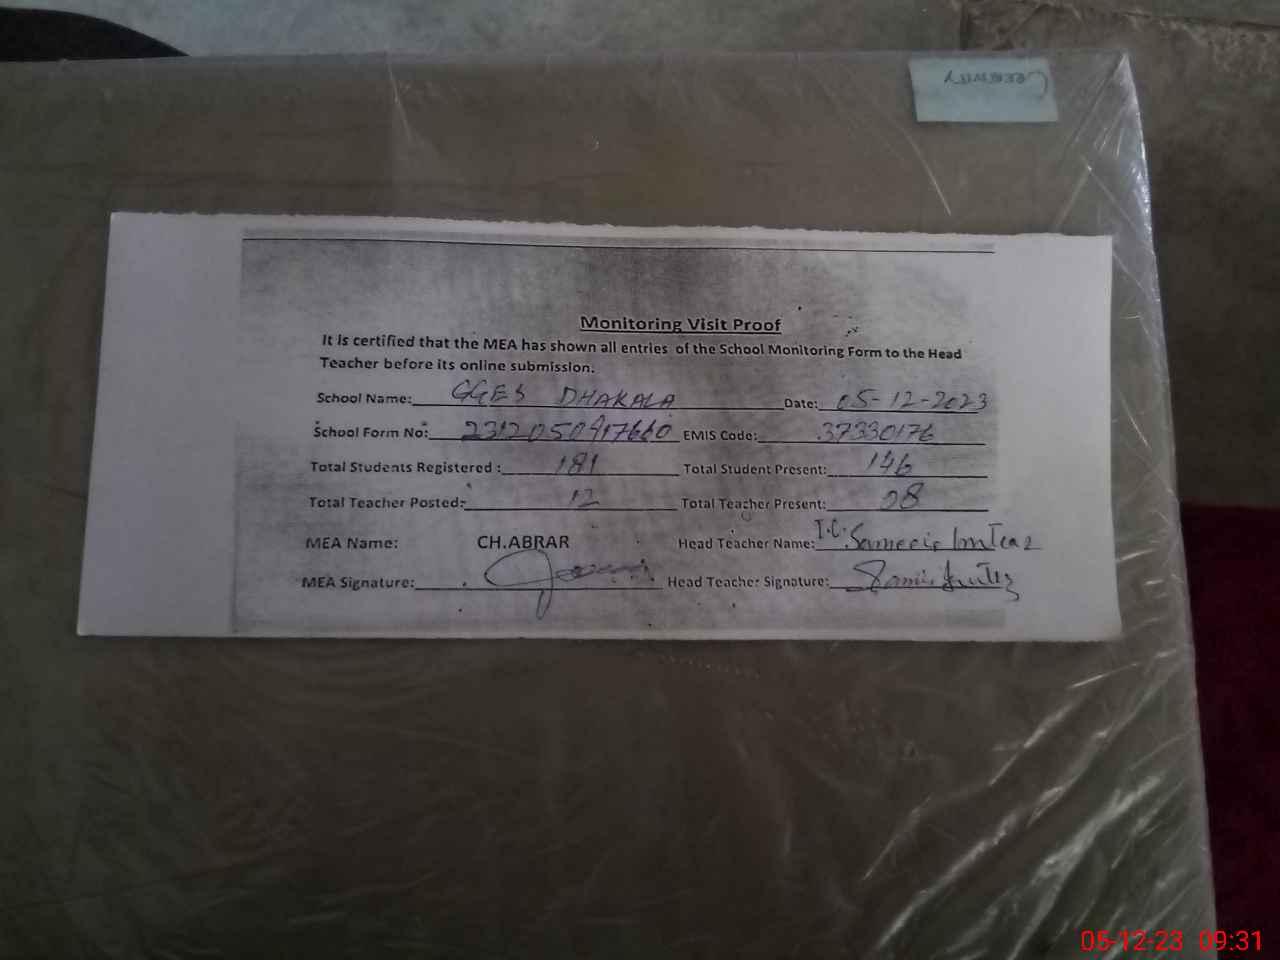 Monitoring Visit Proof
It is certified that the MEA has shown all entries of the School Monitoring Form to the Head
Teacher before its online submission.
School Name: GGES DHAKALA Date: 05-12-2023
School Form No: EMIS Code: 37330176
Total Students Registered : 181 Total Student Present: 146
Total Teacher Posted: 12 Total Teacher Present: 08
MEA Name: CH.ABRAR Head Teacher Name: I.C.
MEA Signature: Head Teacher Signature:
05-12-23 09:31